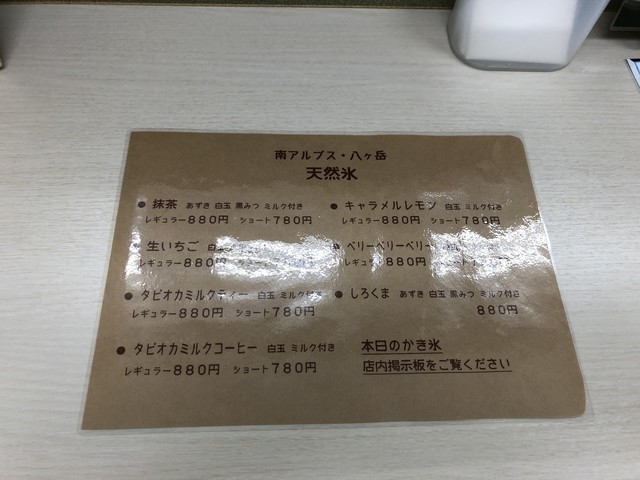 南アルプス・八ヶ岳
天然氷
● 抹茶 あずき 白玉 黒みつ ミルク付き
レギュラー880円 ショート780円
● 生いちご 白玉
レギュラー880円
● タピオカミルクティー 白玉 ミルク付き
レギュラー880円 ショート780円
● タピオカミルクコーヒー 白玉 ミルク付き
レギュラー880円 ショート780円
● キャラメルレモン 白玉 ミルク付き
レギュラー880円 ショート780円
● ベリーベリーベリー
レギュラー880円
● しろくま あずき 白玉 黒みつ ミルク付き
880円
本日のかき氷
店内掲示板をご覧ください